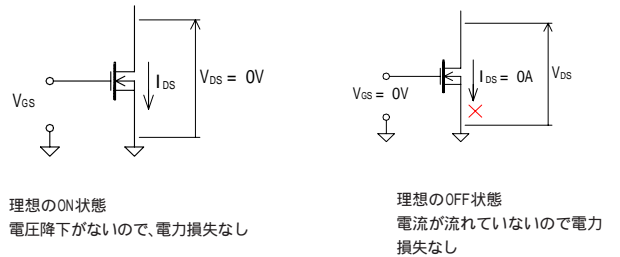 VGS
IDS
VDS = 0V
理想のON状態
電圧降下がないので、電力損失なし
VGS = 0V
IDS = 0A
VDS
理想のOFF状態
電流が流れていないので電力
損失なし